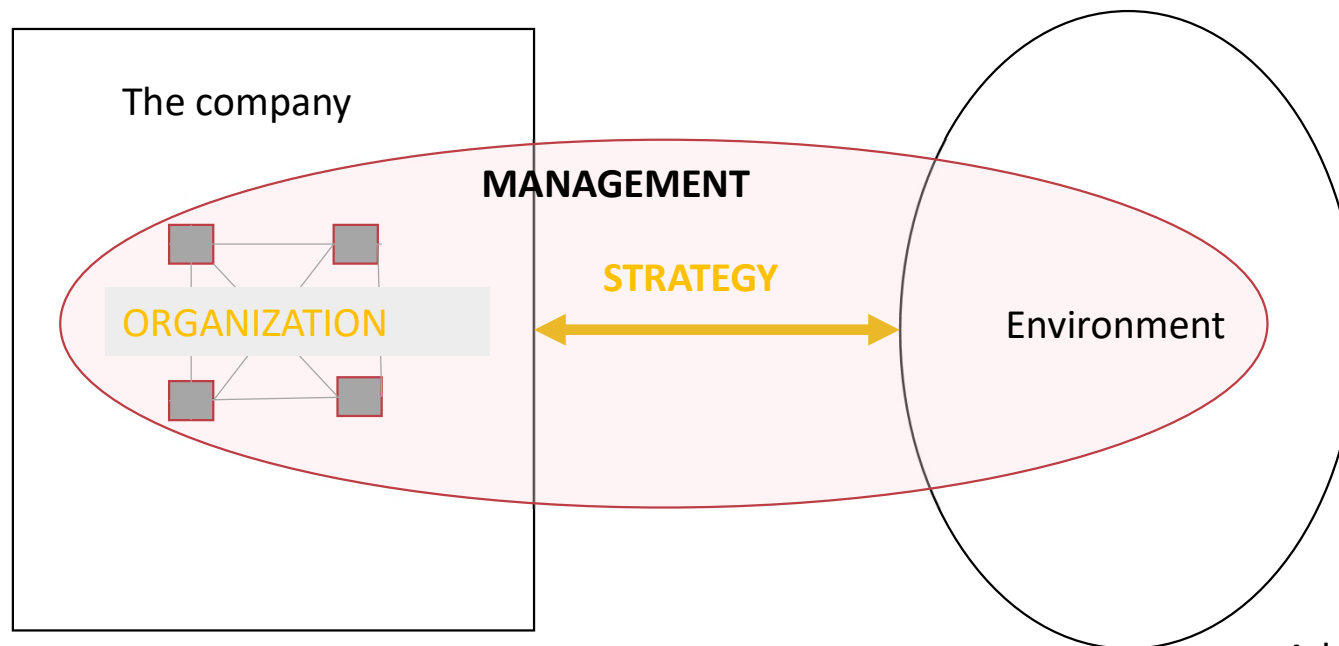 The company
MANAGEMENT
STRATEGY
ORGANIZATION
Environment